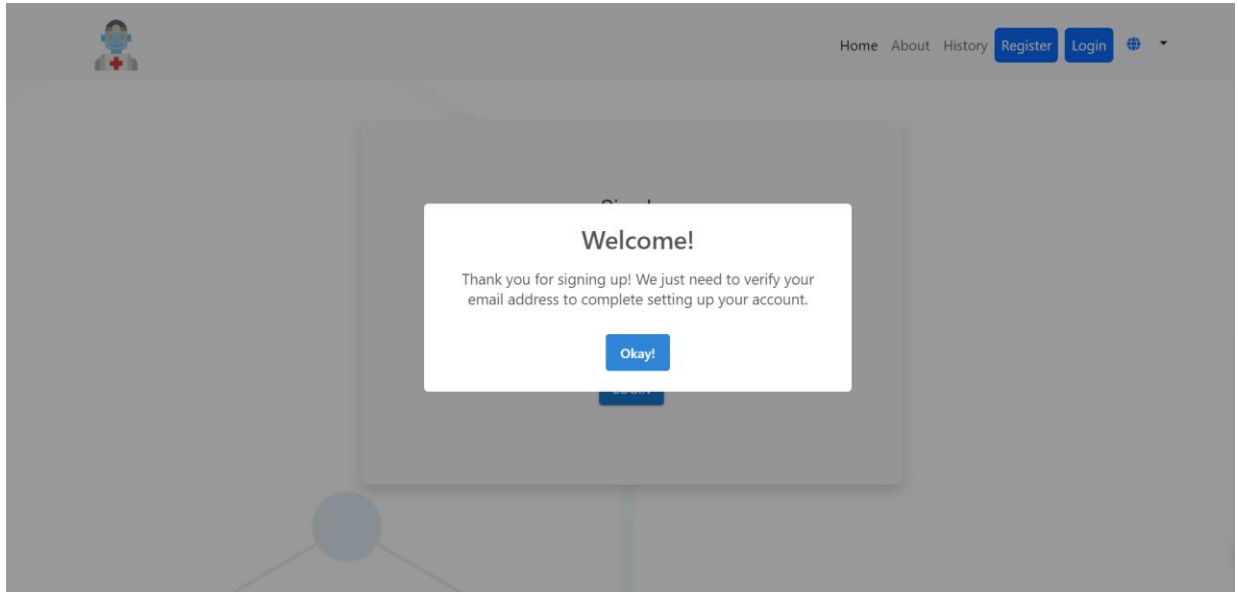 Home About History Register Login
Welcome!
Thank you for signing up! We just need to verify your
email address to complete setting up your account.
Okay!